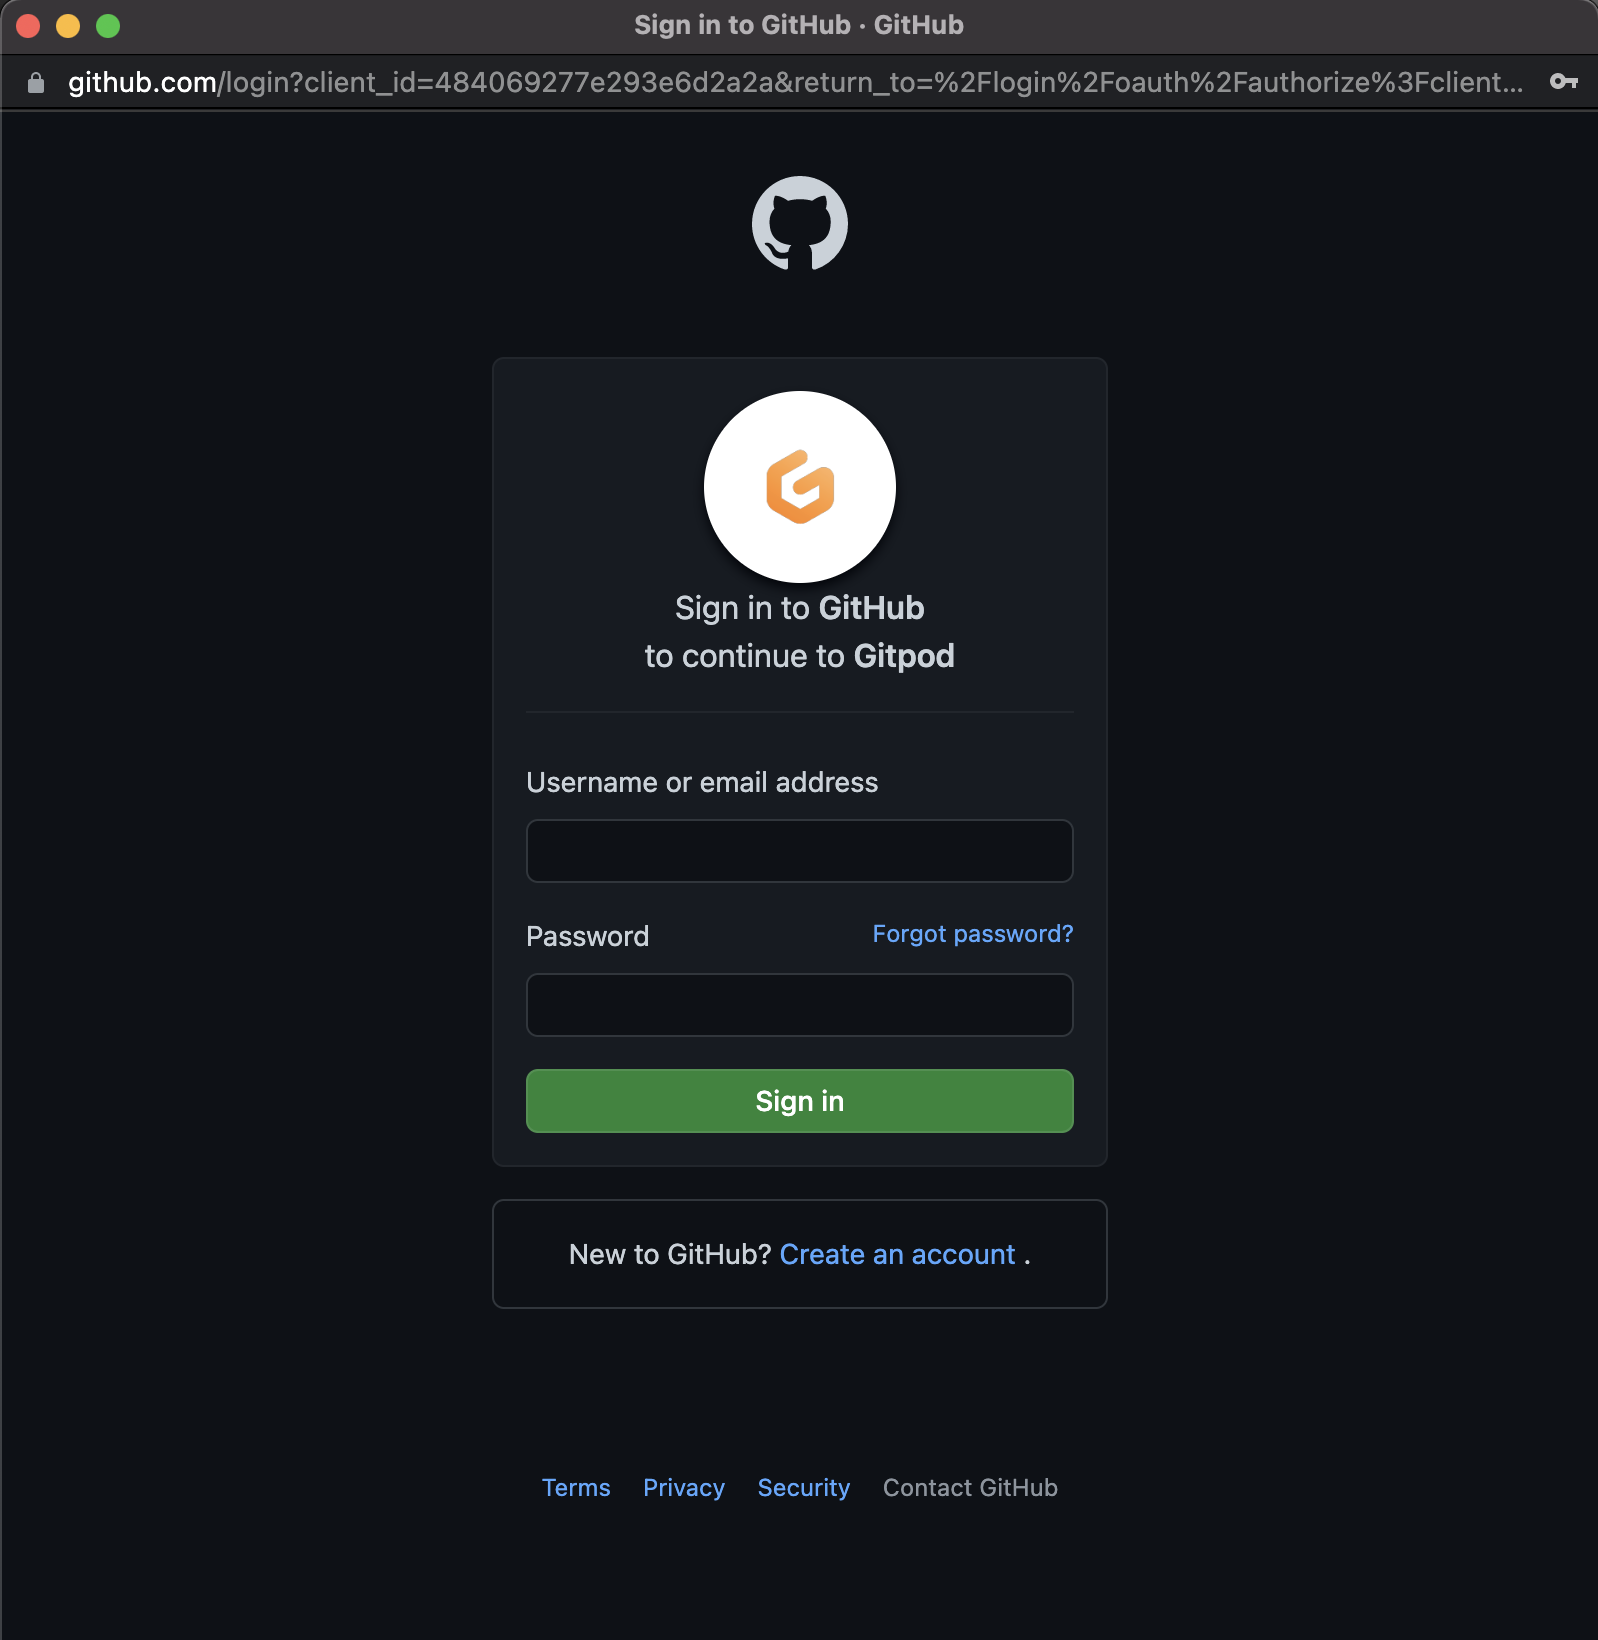 Sign in to GitHub · GitHub
github.com/login?client_id=484069277e293e6d2a2a&return_to=%2Flogin%2Foauth%2Fauthorize%3Fclient...
Sign in to GitHub
to continue to Gitpod
Username or email address
Password Forgot password?
Sign in
New to GitHub? Create an account .
Terms Privacy Security Contact GitHub